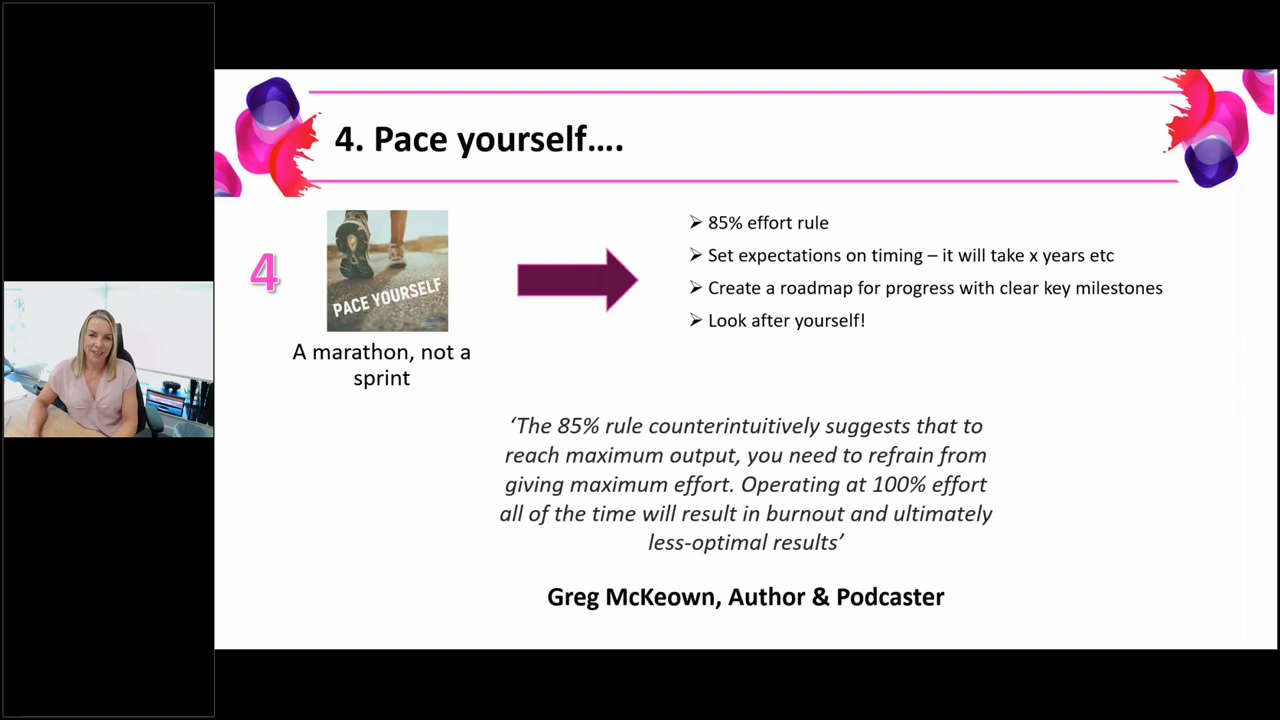 4. Pace yourself....
4
PACE YOURSELF
A marathon, not a
sprint
➢ 85% effort rule
➢ Set expectations on timing – it will take x years etc
➢ Create a roadmap for progress with clear key milestones
➢ Look after yourself!
‘The 85% rule counterintuitively suggests that to
reach maximum output, you need to refrain from
giving maximum effort. Operating at 100% effort
all of the time will result in burnout and ultimately
less-optimal results’
Greg McKeown, Author & Podcaster